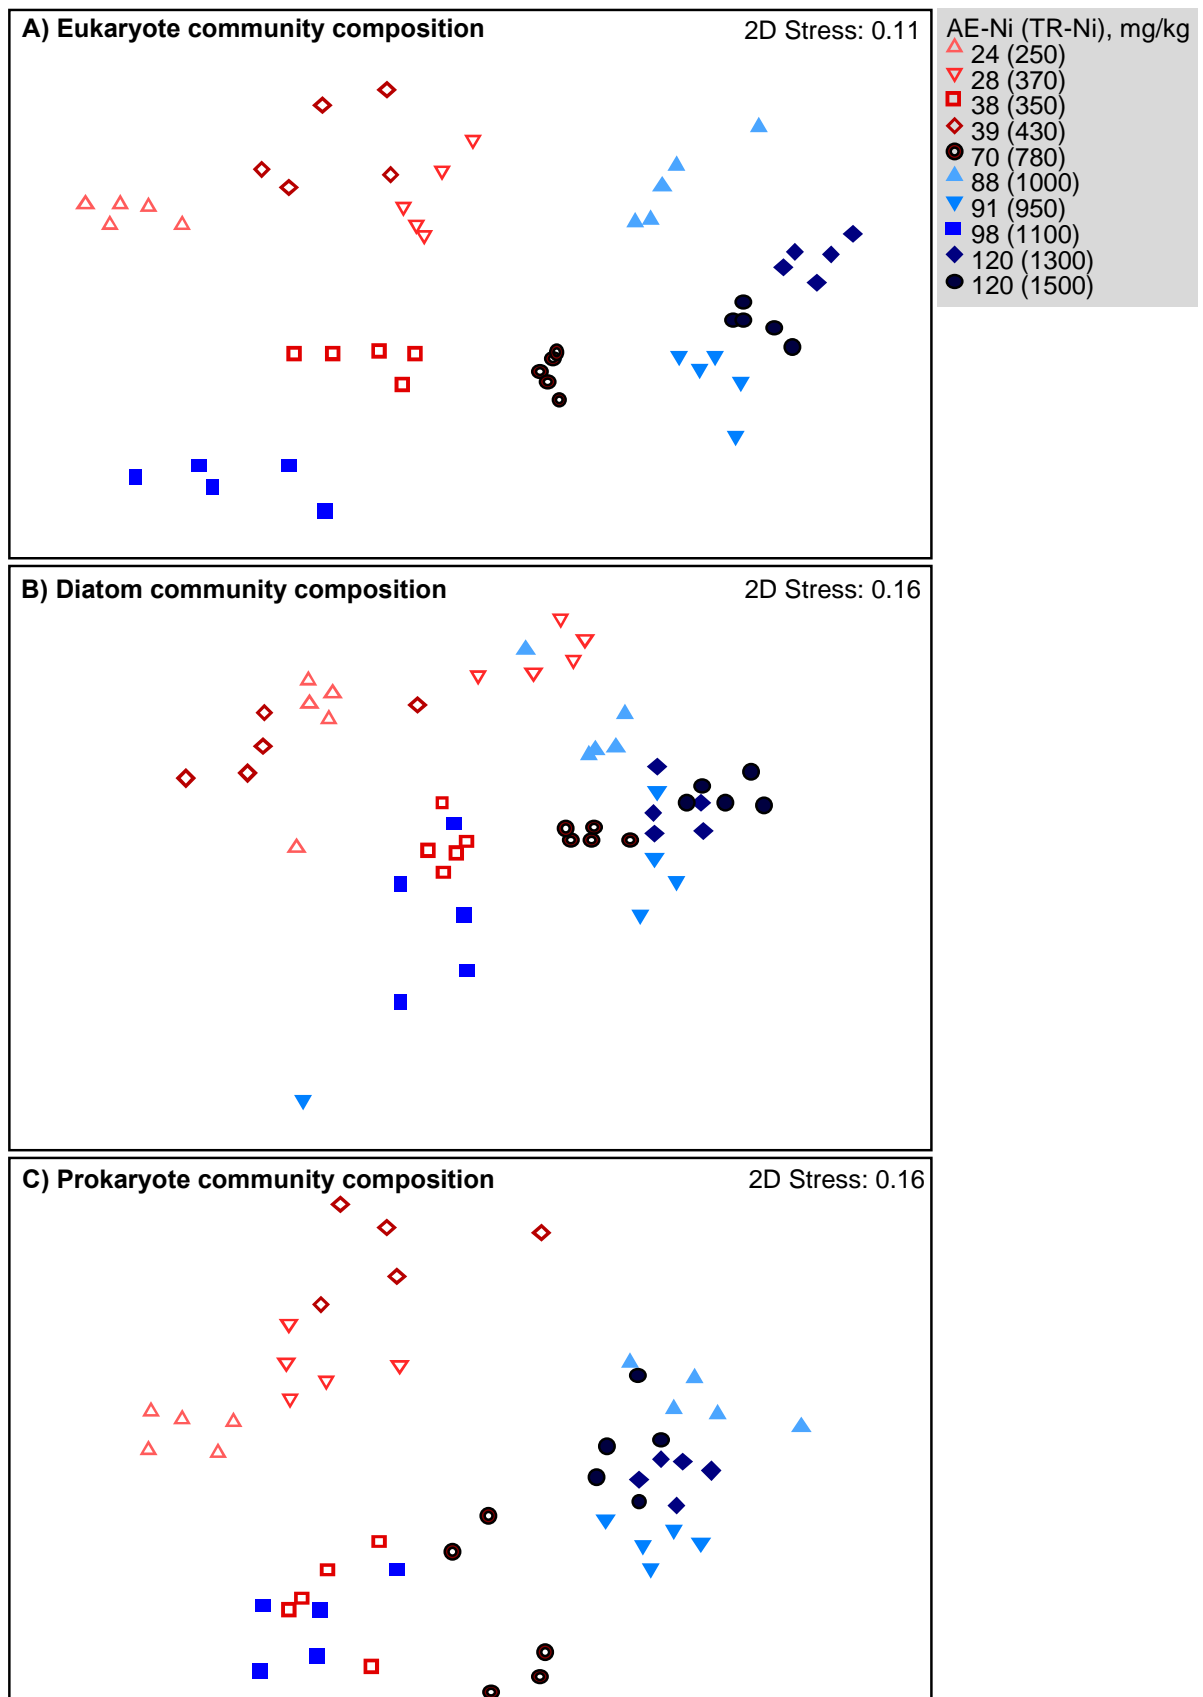 A) Eukaryote community composition
2D Stress: 0.11
AE-Ni (TR-Ni), mg/kg
24 (250)
28 (370)
38 (350)
39 (430)
70 (780)
88 (1000)
91 (950)
98 (1100)
120 (1300)
120 (1500)
B) Diatom community composition
2D Stress: 0.16
C) Prokaryote community composition
2D Stress: 0.16